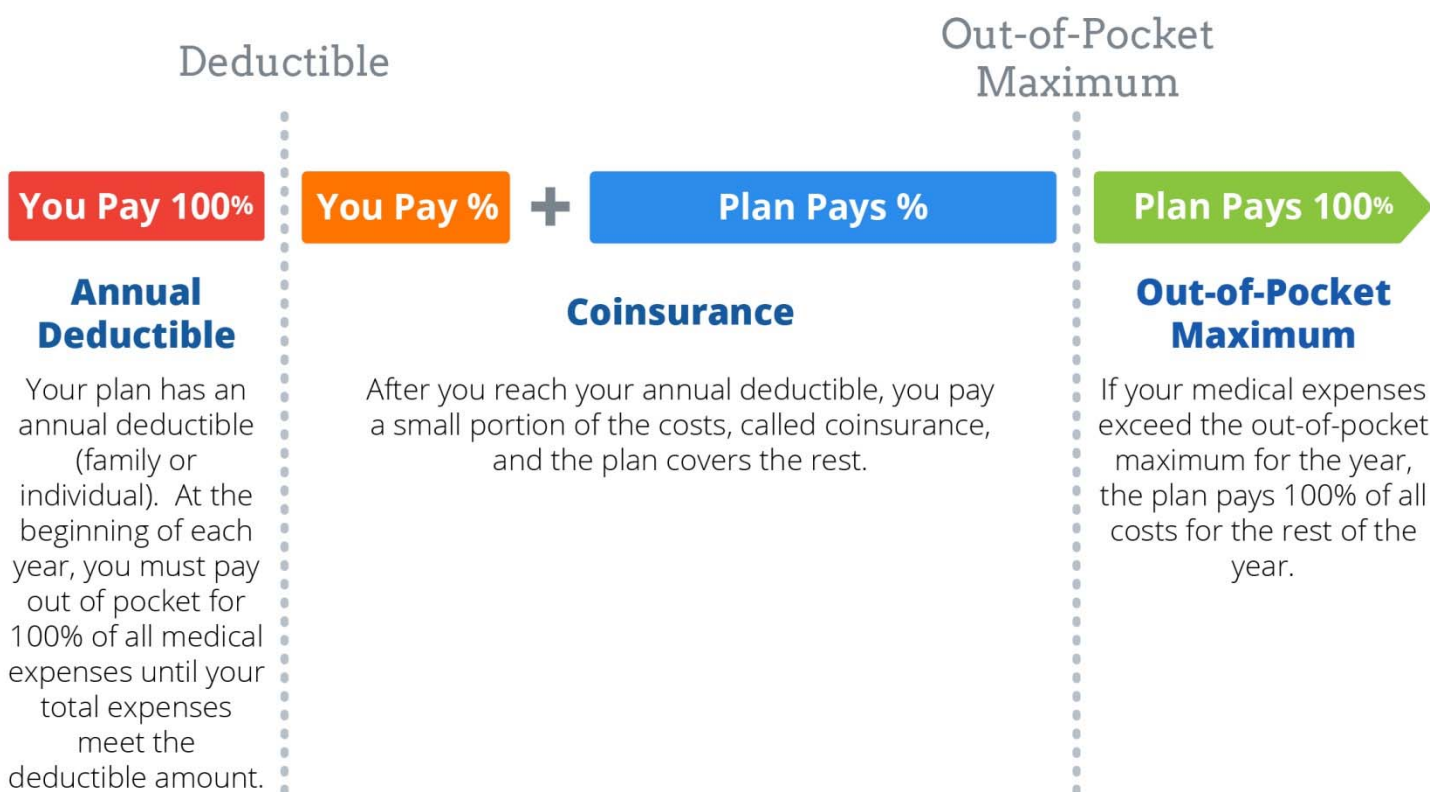 Deductible
Out-of-Pocket
Maximum
You Pay 100%
You Pay %
+
Plan Pays %
Plan Pays 100%
Annual
Deductible
Your plan has an
annual deductible
(family or
individual).  At the
beginning of each
year, you must pay
out of pocket for
100% of all medical
expenses until your
total expenses
meet the
deductible amount.
Coinsurance
After you reach your annual deductible, you pay
a small portion of the costs, called coinsurance,
and the plan covers the rest.
Out-of-Pocket
Maximum
If your medical expenses
exceed the out-of-pocket
maximum for the year,
the plan pays 100% of all
costs for the rest of the
year.